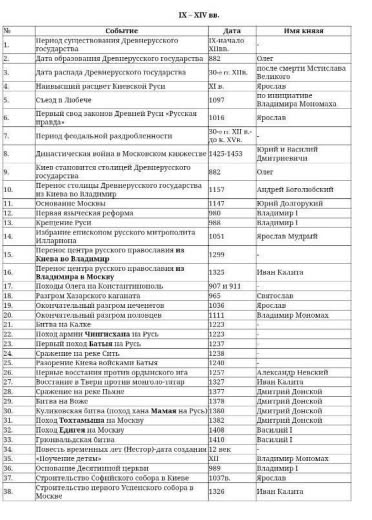 IX – XIV вв.
№ Событие Дата Имя князя
1. Период существования Древнерусского государства IX-начало XIIвв. -
2. Дата образования Древнерусского государства 882 Олег
3. Дата распада Древнерусского государства 30-е гг. XIIв. после смерти Мстислава Великого
4. Наивысший расцвет Киевской Руси XI в. Ярослав
5. Съезд в Любече 1097 по инициативе Владимира Мономаха
6. Первый свод законов Древней Руси «Русская правда» 1016 Ярослав
7. Период феодальной раздробленности 30-е гг. XII в.- до к. XVв. -
8. Династическая война в Московском княжестве 1425-1453 Юрий и Василий Дмитриевичи
9. Киев становится столицей Древнерусского государства 882 Олег
10. Перенос столицы Древнерусского государства из Киева во Владимир 1157 Андрей Боголюбский
11. Основание Москвы 1147 Юрий Долгорукий
12. Первая языческая реформа 980 Владимир I
13. Крещение Руси 988 Владимир I
14. Избрание епископом русского митрополита Иллариона 1051 Ярослав Мудрый
15. Перенос центра русского православия из Киева во Владимир 1299 -
16. Перенос центра русского православия из Владимира в Москву 1325 Иван Калита
17. Походы Олега на Константинополь 907 и 911 -
18. Разгром Хазарского каганата 965 Святослав
19. Окончательный разгром печенегов 1036 Ярослав
20. Окончательный разгром половцев 1111 Владимир Мономах
21. Битва на Калке 1223 -
22. Поход армии Чингисхана на Русь 1223 -
23. Первый поход Батыя на Русь 1237 -
24. Сражение на реке Сить 1238 -
25. Разорение Киева войсками Батыя 1240 -
26. Первые восстания против ордынского ига 1257 Александр Невский
27. Восстание в Твери против монголо-татар 1327 Иван Калита
28. Сражение на реке Пьяне 1377 Дмитрий Донской
29. Битва на Воже 1378 Дмитрий Донской
30. Куликовская битва (поход хана Мамая на Русь) 1380 Дмитрий Донской
31. Поход Тохтамыша на Москву 1382 Дмитрий Донской
32. Поход Едигея на Москву 1408 Василий I
33. Грюнвальдская битва 1410 Василий I
34. Повесть временных лет (Нестор)-дата создания 12 век -
35. «Поучение детям» XII Владимир Мономах
36. Основание Десятинной церкви 989 Владимир I
37. Строительство Софийского собора в Киеве 1037в. Ярослав
38. Строительство первого Успенского собора в Москве 1326 Иван Калита